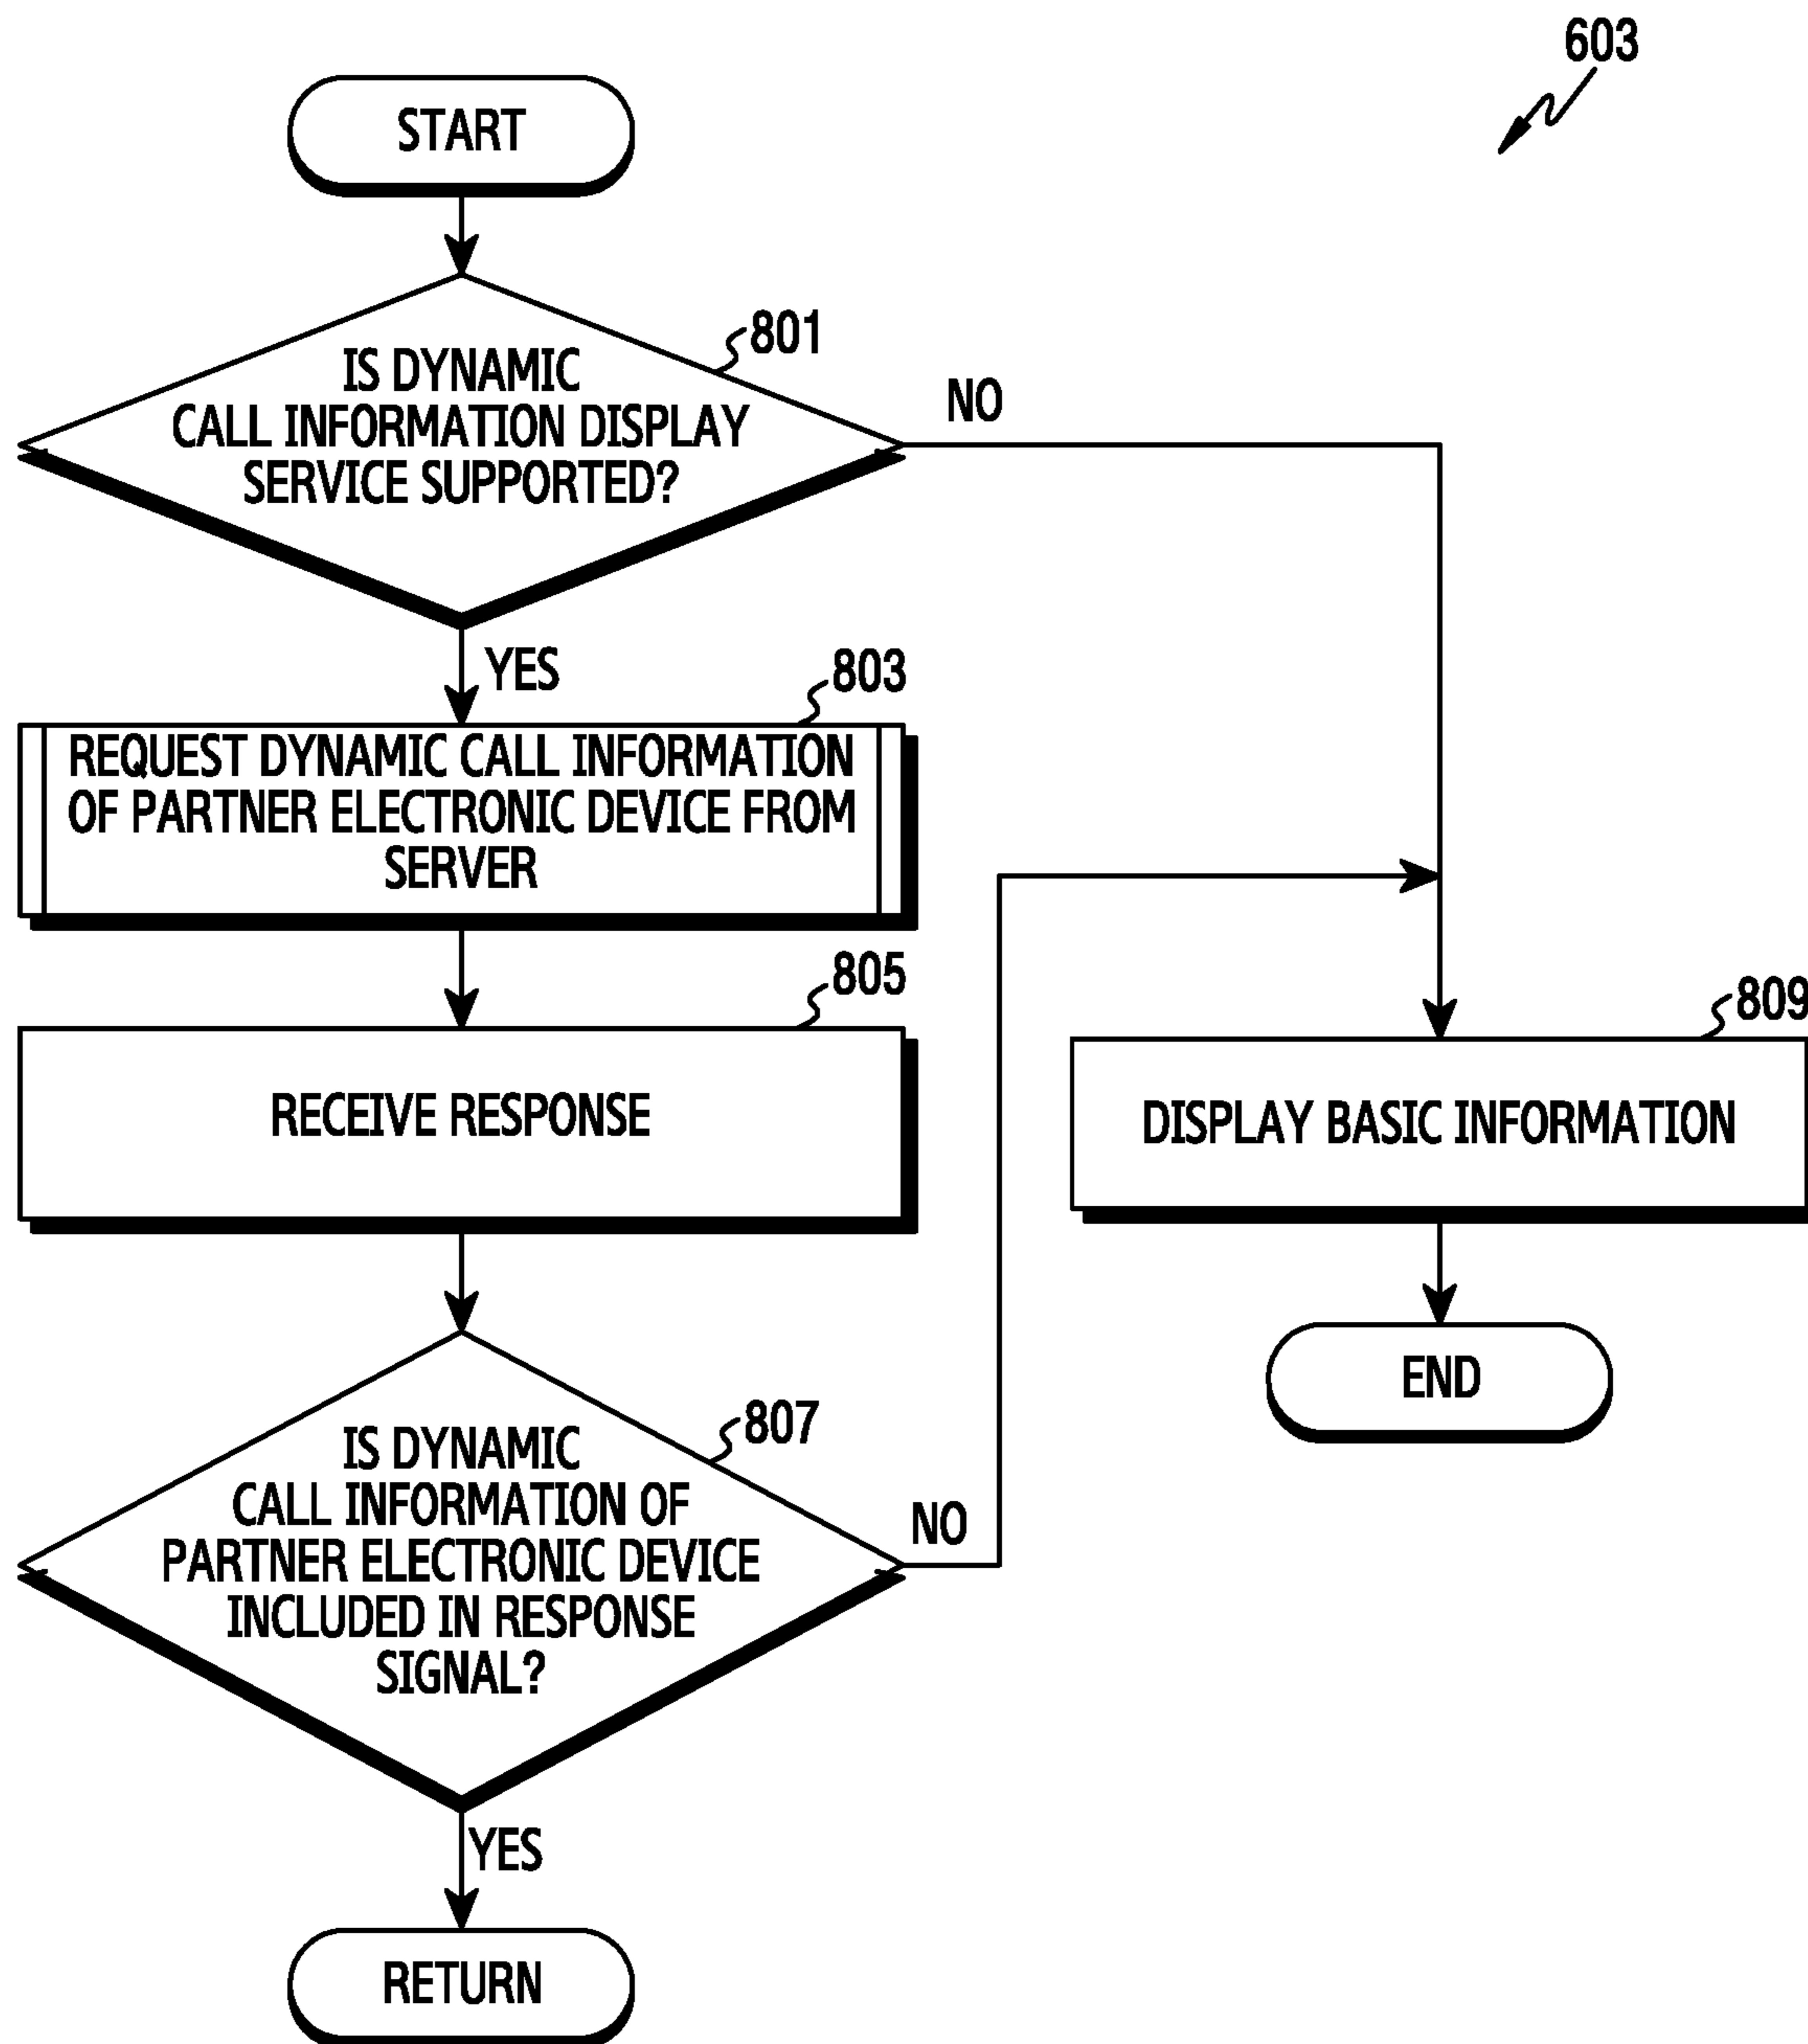 603
START
801
IS DYNAMIC
CALL INFORMATION DISPLAY
SERVICE SUPPORTED?
NO
YES
803
REQUEST DYNAMIC CALL INFORMATION
OF PARTNER ELECTRONIC DEVICE FROM
SERVER
805
RECEIVE RESPONSE
809
DISPLAY BASIC INFORMATION
END
807
IS DYNAMIC
CALL INFORMATION OF
PARTNER ELECTRONIC DEVICE
INCLUDED IN RESPONSE
SIGNAL?
NO
YES
RETURN